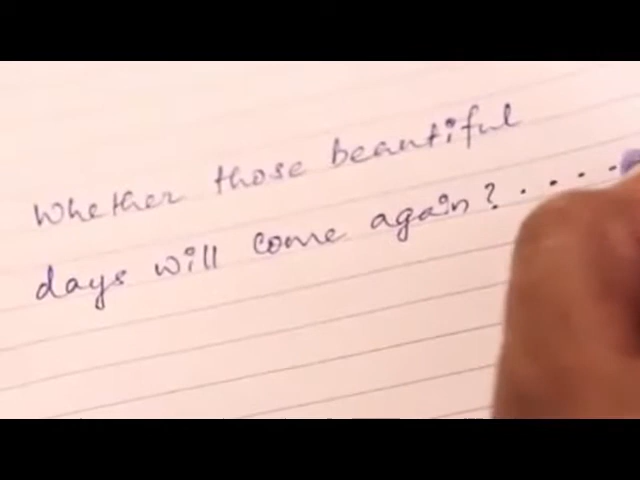 Whether those beautiful
days will come again? .....